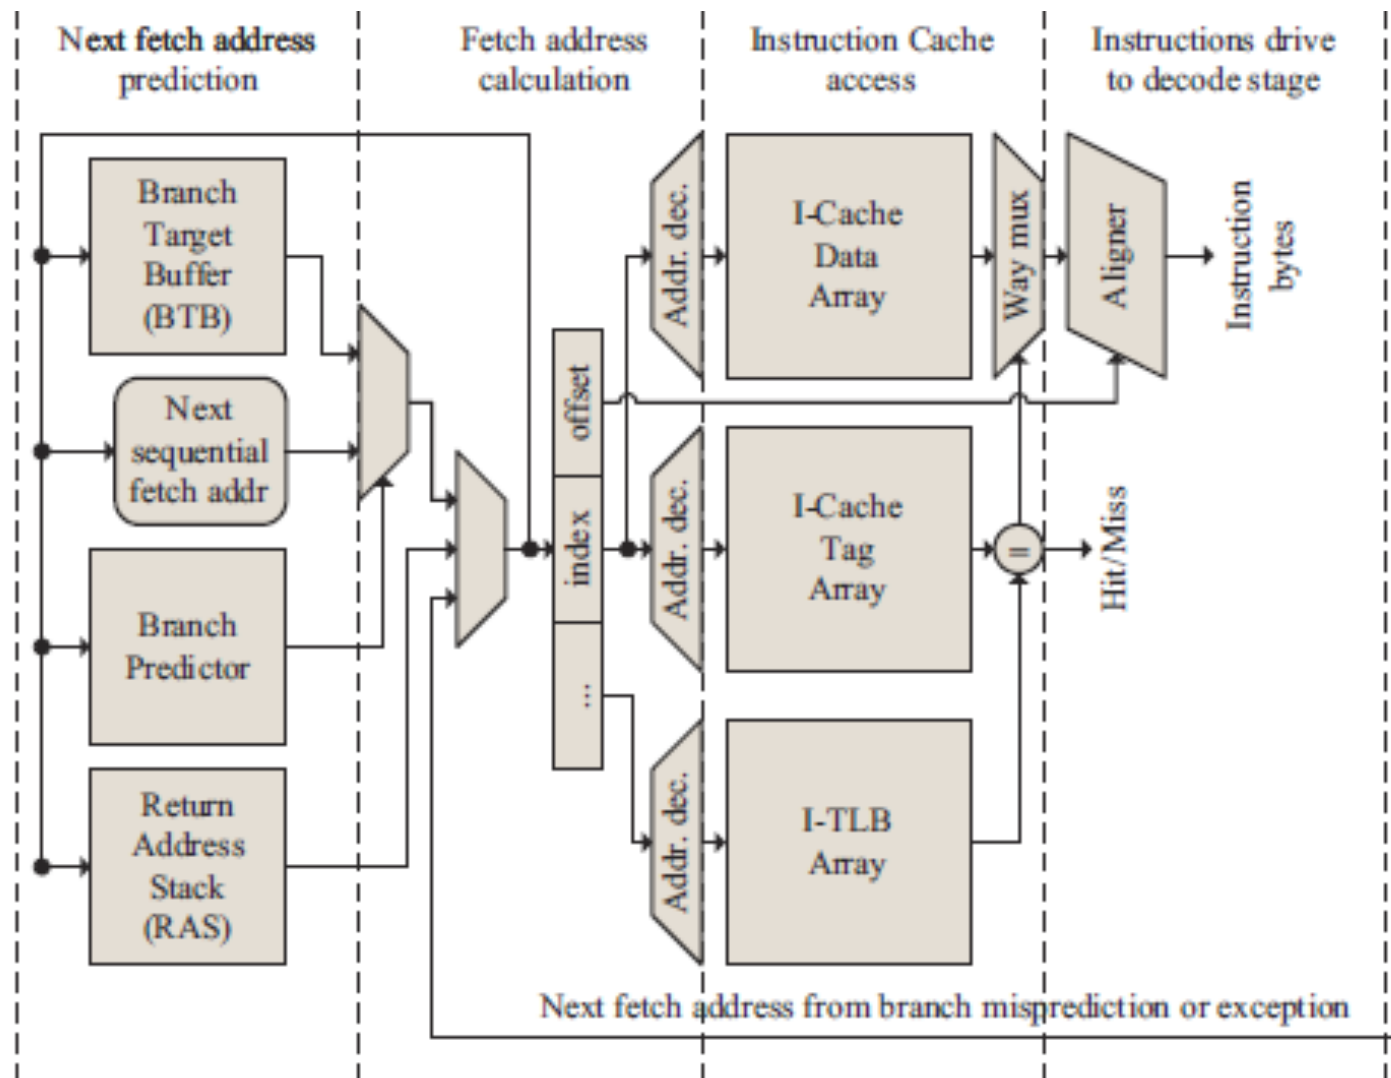 Next fetch address
prediction
Fetch address
calculation
Instruction Cache
access
Instructions drive
to decode stage
Branch
Target
Buffer
(BTB)
Next
sequential
fetch addr
Branch
Predictor
Return
Address
Stack
(RAS)
offset
index
...
Addr. dec.
Addr. dec.
Addr. dec.
I-Cache
Data
Array
I-Cache
Tag
Array
I-TLB
Array
Way mux
=
Aligner
Instruction
bytes
Hit/Miss
Next fetch address from branch misprediction or exception